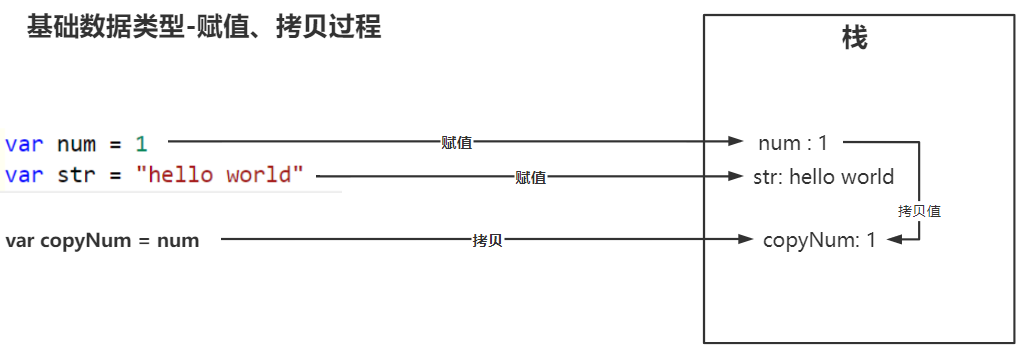 基础数据类型-赋值、拷贝过程
栈
var num = 1
赋值
num : 1
var str = "hello world"
赋值
str: hello world
拷贝值
var copyNum = num
拷贝
copyNum: 1